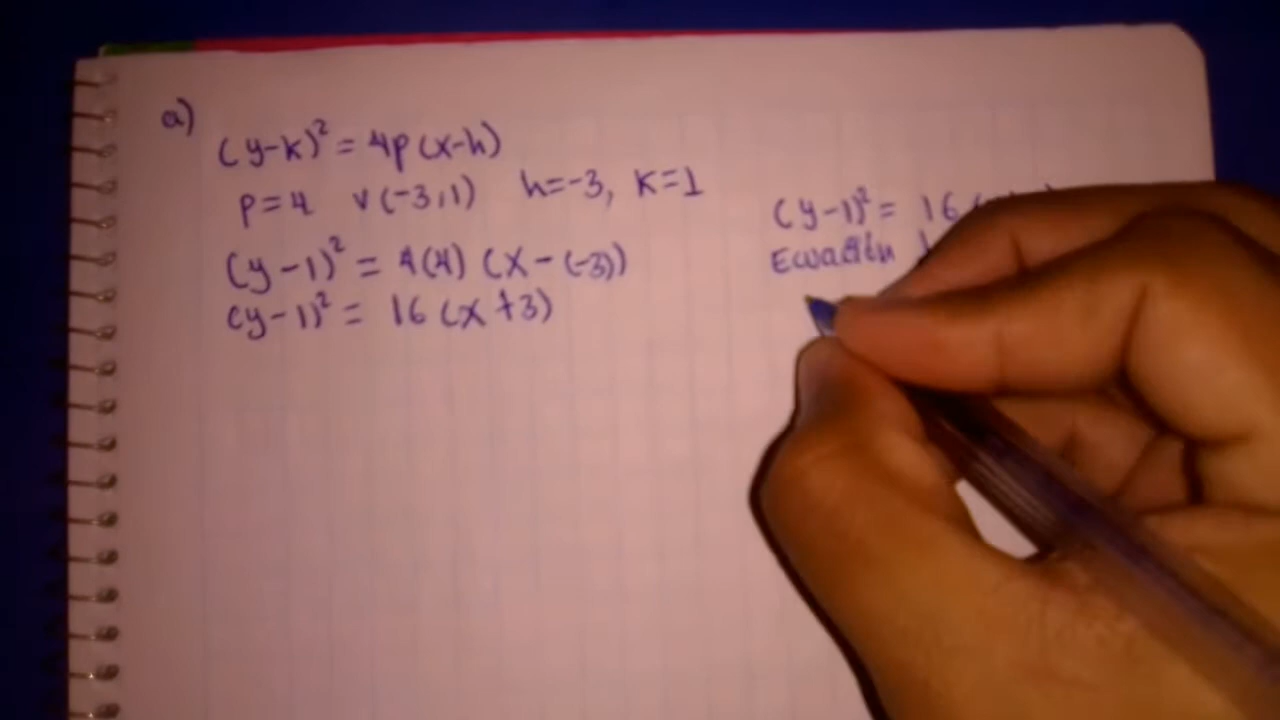 a)
(y-k)² = 4p(x-h)
p=4 v(-3,1) h=-3, k=1
(y-1)² = 4(4) (x-(-3))
(y-1)² = 16 (x+3)
(y-1)² = 16